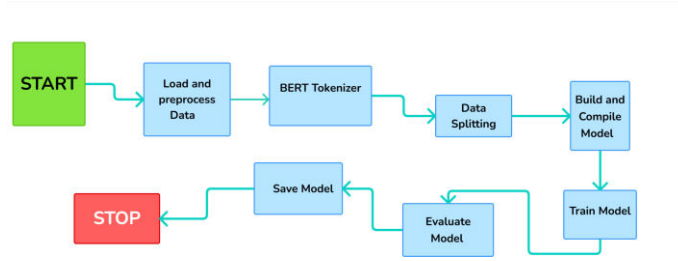 START
Load and
preprocess
Data
BERT Tokenizer
Data
Splitting
Build and
Compile
Model
Train Model
Evaluate
Model
Save Model
STOP